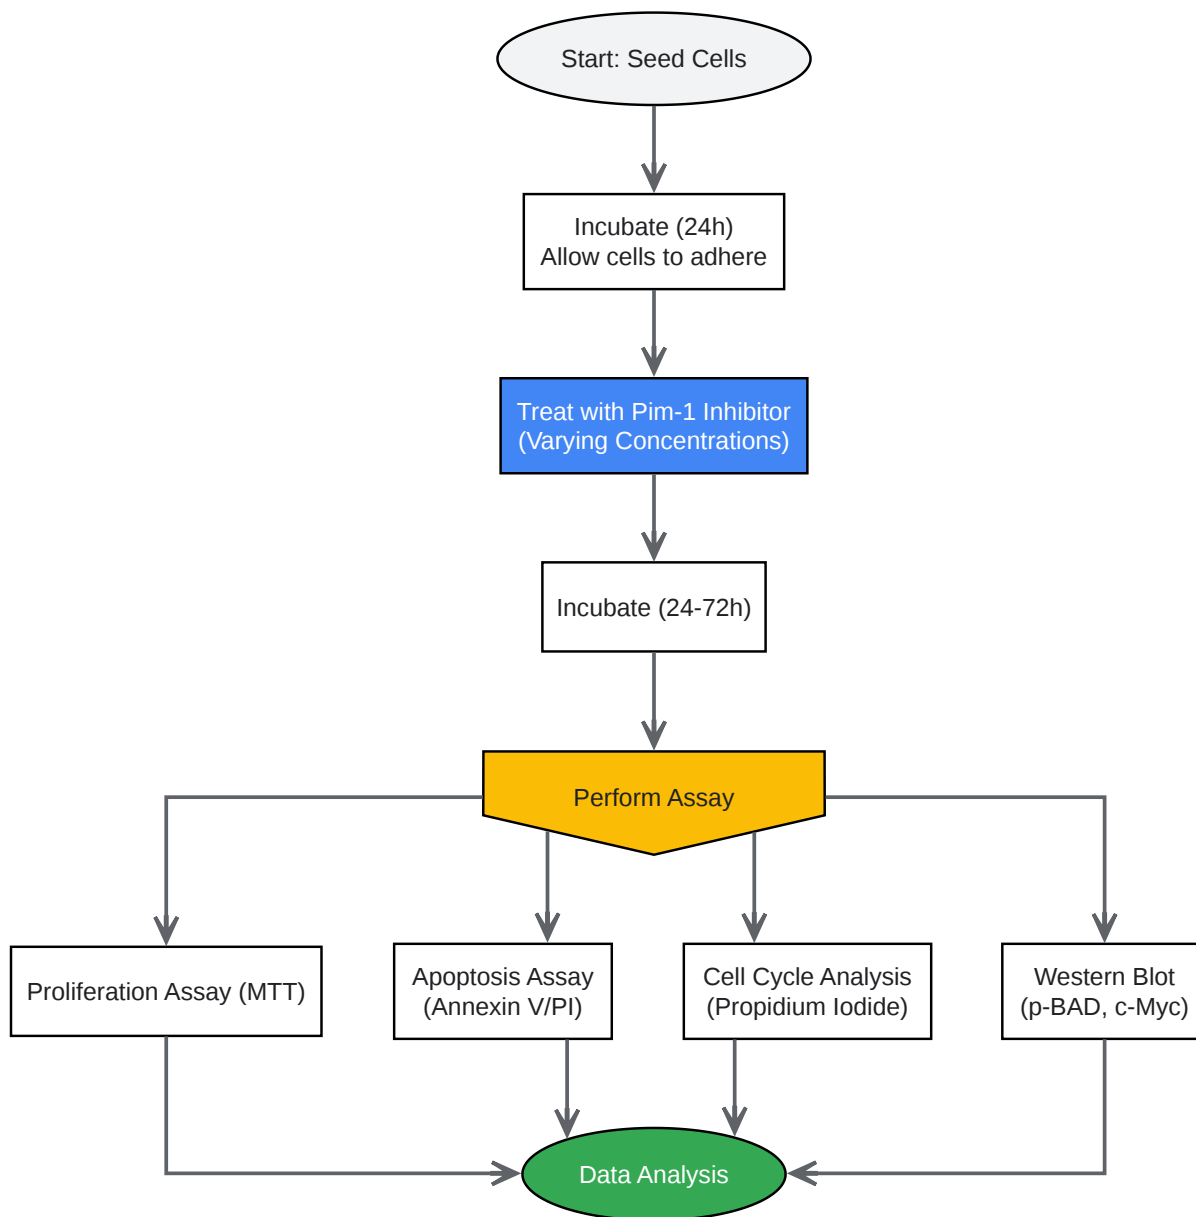 Start: Seed Cells
Incubate (24h)
Allow cells to adhere
Treat with Pim-1 Inhibitor
(Varying Concentrations)
Incubate (24-72h)
Perform Assay
Proliferation Assay (MTT)
Apoptosis Assay
(Annexin V/PI)
Cell Cycle Analysis
(Propidium Iodide)
Western Blot
(p-BAD, c-Myc)
Data Analysis